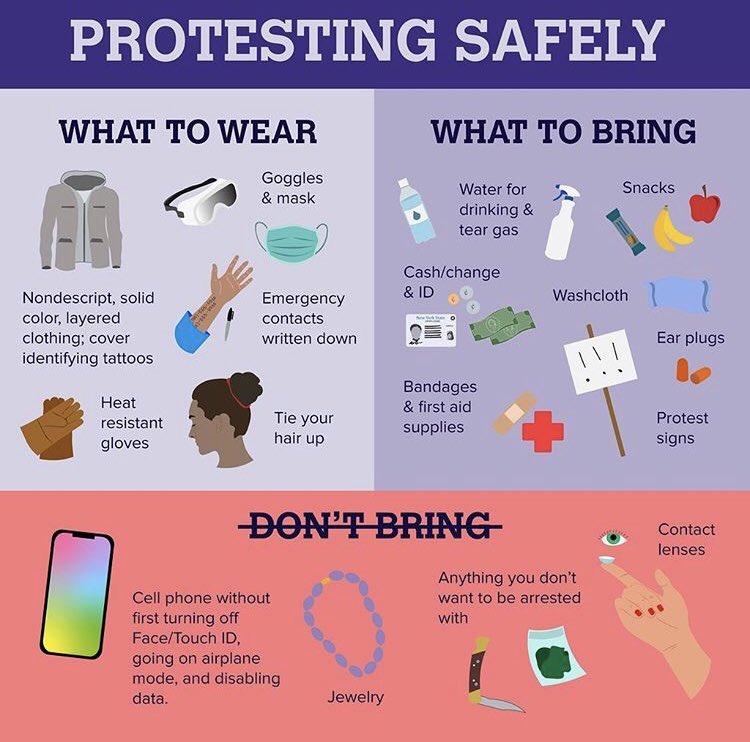 PROTESTING SAFELY
WHAT TO WEAR
Goggles
& mask
Nondescript, solid
color, layered
clothing; cover
identifying tattoos
Emergency
contacts
written down
Heat
resistant
gloves
Tie your
hair up
WHAT TO BRING
Water for
drinking &
tear gas
Snacks
Cash/change
& ID
New York State
Washcloth
Ear plugs
Bandages
& first aid
supplies
! ! !
Protest
signs
DON'T BRING
Cell phone without
first turning off
Face/Touch ID,
going on airplane
mode, and disabling
data.
Jewelry
Anything you don't
want to be arrested
with
Contact
lenses